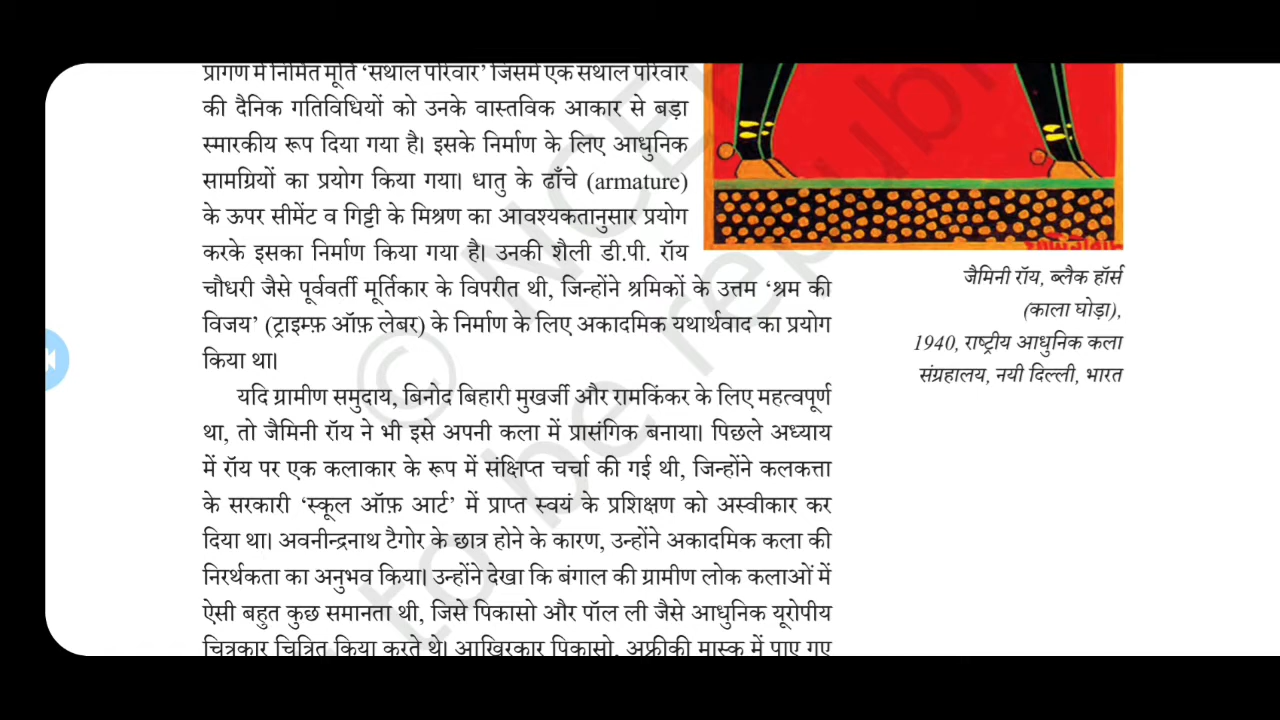 प्रांगण में निर्मित मूर्ति ‘संथाल परिवार’ जिसमें एक संथाल परिवार
की दैनिक गतिविधियों को उनके वास्तविक आकार से बड़ा
स्मारकीय रूप दिया गया है। इसके निर्माण के लिए आधुनिक
सामग्रियों का प्रयोग किया गया। धातु के ढाँचे (armature)
के ऊपर सीमेंट व गिट्टी के मिश्रण का आवश्यकतानुसार प्रयोग
करके इसका निर्माण किया गया है। उनकी शैली डी.पी. रॉय
चौधरी जैसे पूर्ववर्ती मूर्तिकार के विपरीत थी, जिन्होंने श्रमिकों के उत्तम ‘श्रम की
विजय’ (ट्राइम्फ़ ऑफ़ लेबर) के निर्माण के लिए अकादमिक यथार्थवाद का प्रयोग
किया था।
यदि ग्रामीण समुदाय, बिनोद बिहारी मुखर्जी और रामकिंकर के लिए महत्वपूर्ण
था, तो जैमिनी रॉय ने भी इसे अपनी कला में प्रासंगिक बनाया। पिछले अध्याय
में रॉय पर एक कलाकार के रूप में संक्षिप्त चर्चा की गई थी, जिन्होंने कलकत्ता
के सरकारी ‘स्कूल ऑफ़ आर्ट’ में प्राप्त स्वयं के प्रशिक्षण को अस्वीकार कर
दिया था। अवनीन्द्रनाथ टैगोर के छात्र होने के कारण, उन्होंने अकादमिक कला की
निरर्थकता का अनुभव किया। उन्होंने देखा कि बंगाल की ग्रामीण लोक कलाओं में
ऐसी बहुत कुछ समानता थी, जिसे पिकासो और पॉल ली जैसे आधुनिक यूरोपीय
चित्रकार चित्रित किया करते थे। आखिरकार पिकासो, अफ्रीकी मास्क में पाए गए
जैमिनी रॉय, ब्लैक हॉर्स
(काला घोड़ा),
1940, राष्ट्रीय आधुनिक कला
संग्रहालय, नयी दिल्ली, भारत
© NCE
to be republi